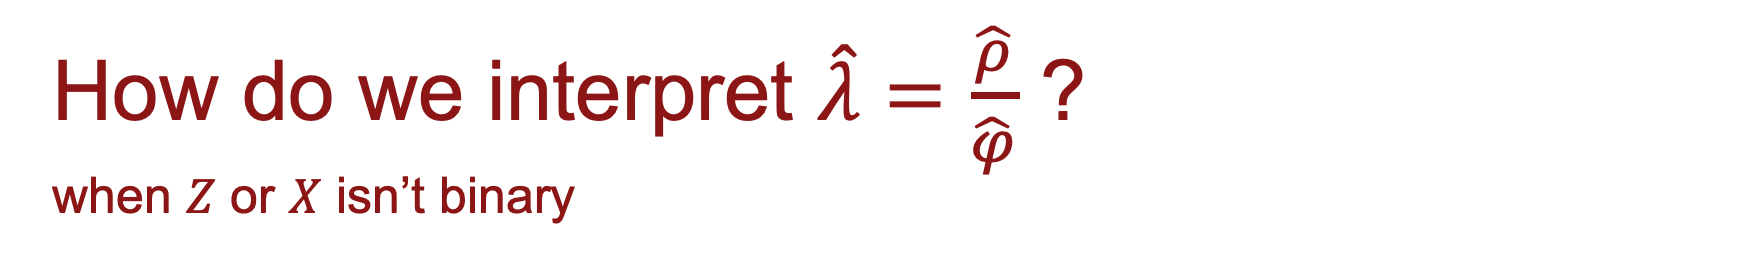 How do we interpret λ̂ = ρ̂/φ̂ ?
when Z or X isn’t binary